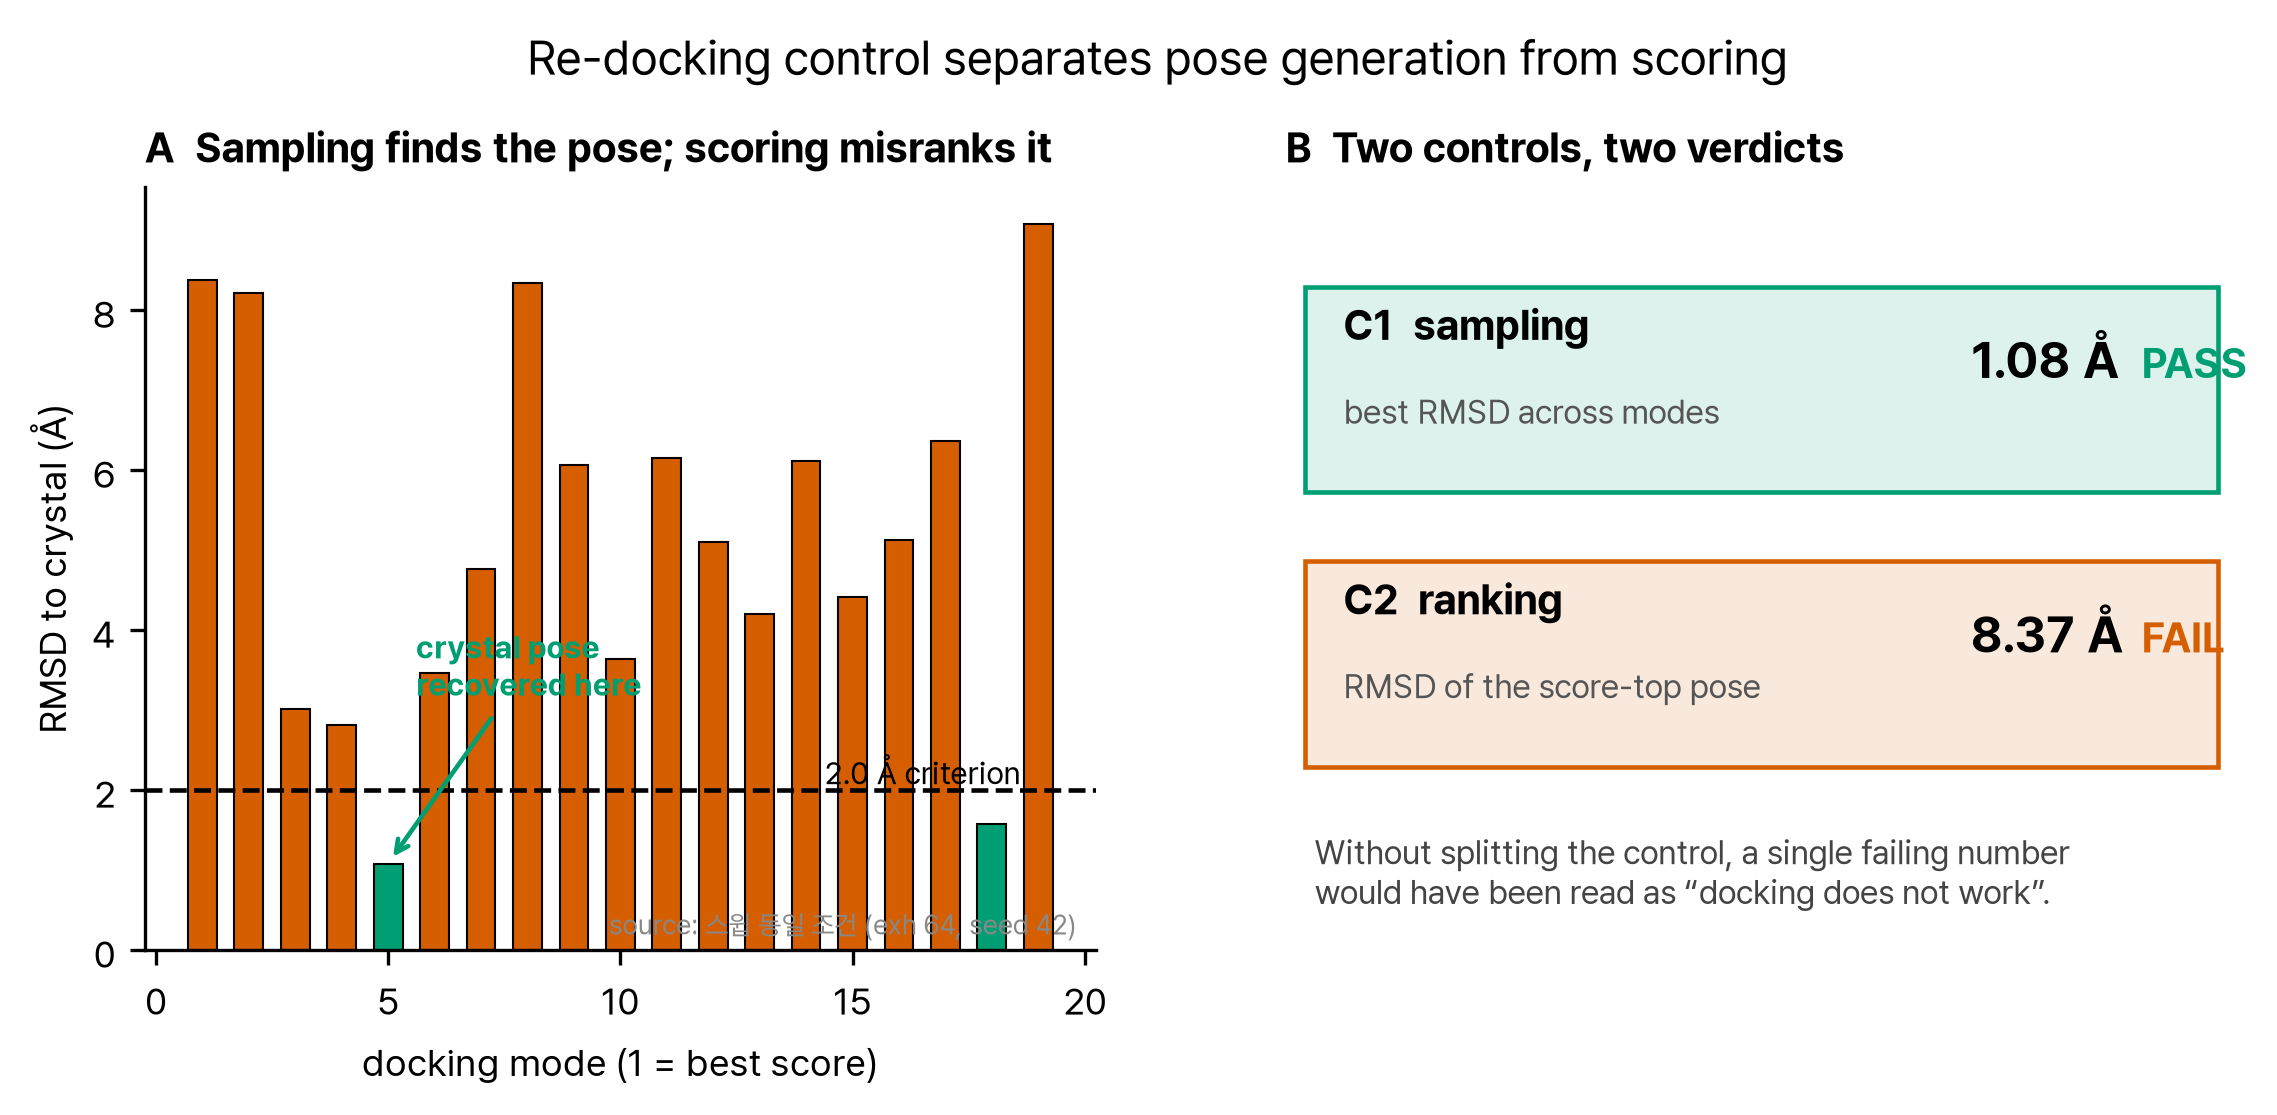 Re-docking control separates pose generation from scoring
A Sampling finds the pose; scoring misranks it
RMSD to crystal (Å)
8
6
4
2
0
crystal pose
recovered here
2.0 Å criterion
source: 스윕 동일 조건 (exh 64, seed 42)
0 5 10 15 20
docking mode (1 = best score)
B Two controls, two verdicts
C1 sampling
1.08 Å PASS
best RMSD across modes
C2 ranking
8.37 Å FAIL
RMSD of the score-top pose
Without splitting the control, a single failing number
would have been read as “docking does not work”.